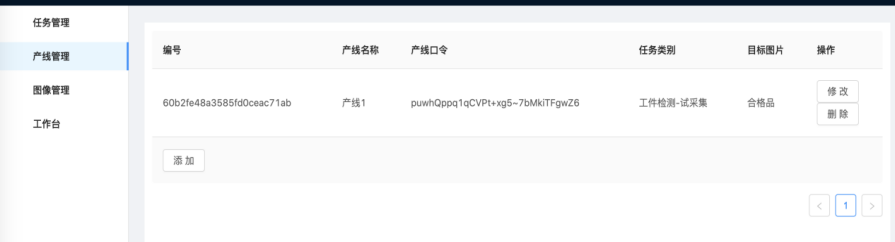 任务管理
产线管理
图像管理
工作台
编号 产线名称 产线口令 任务类别 目标图片 操作
60b2fe48a3585fd0ceac71ab 产线1 puwhQppq1qCVPt+xg5~7bMkiTFgwZ6 工件检测-试采集 合格品 修改
删除
添加
< 1 >